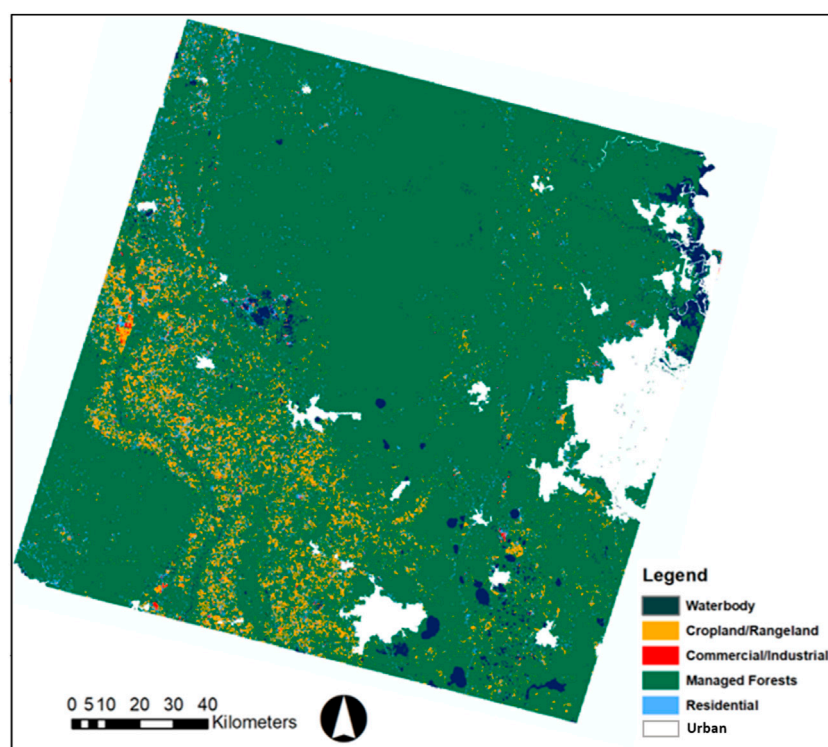 Legend
Waterbody
Cropland/Rangeland
Commercial/Industrial
Managed Forests
Residential
Urban
0 5 10 20 30 40
Kilometers